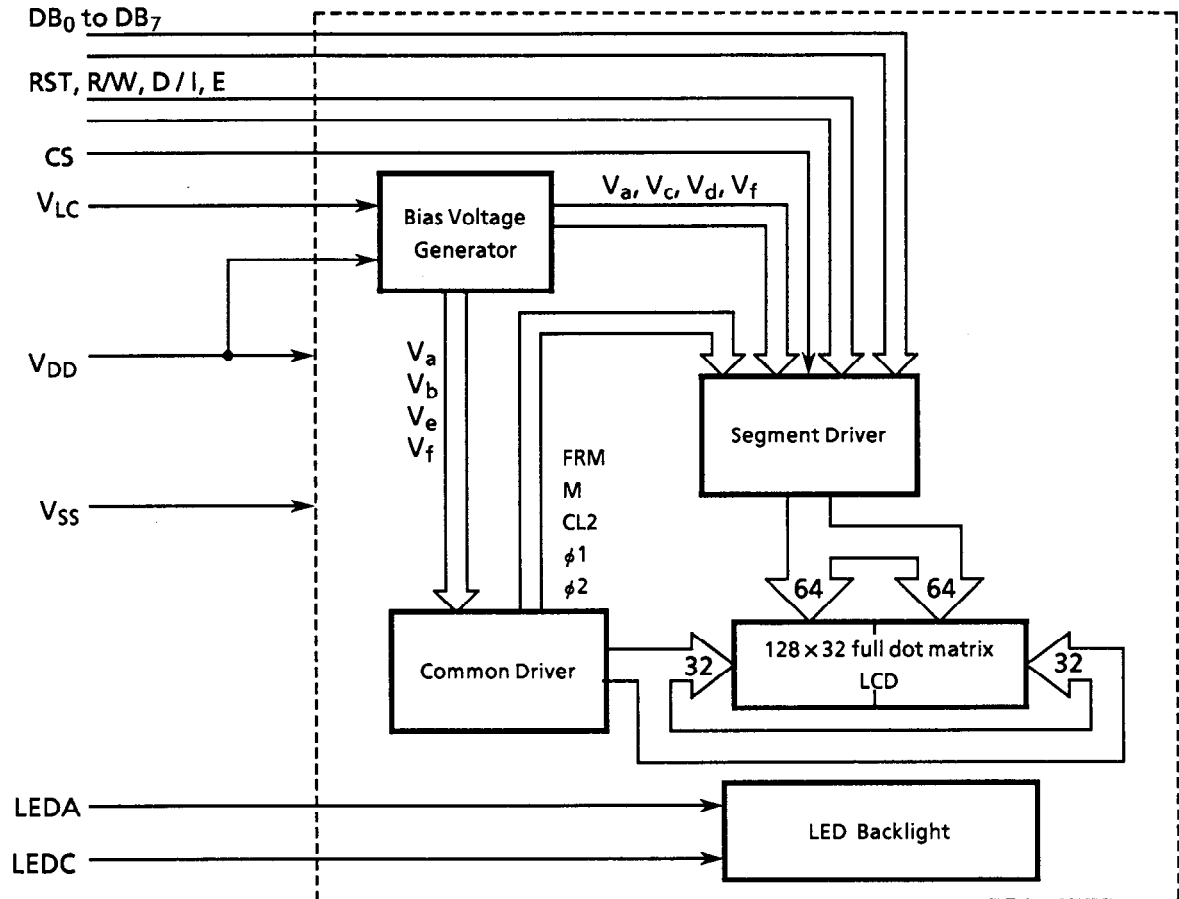 DB0 to DB7
RST, R/W, D / I, E
CS
VLC
Bias Voltage
Generator
Va, Vc, Vd, Vf
VDD
Va
Vb
Ve
Vf
Segment Driver
FRM
M
CL2
ϕ1
ϕ2
VSS
64
64
Common Driver
32
128 × 32 full dot matrix
LCD
32
LEDA
LED Backlight
LEDC